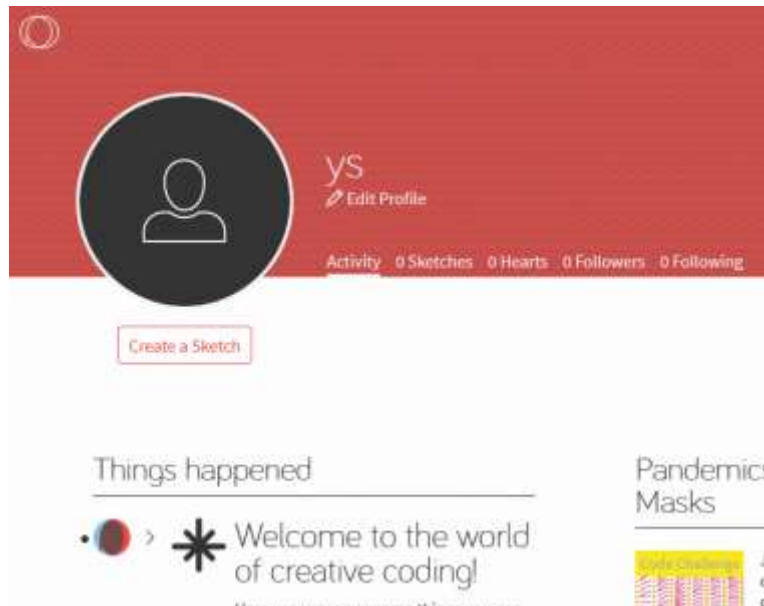 ys
Edit Profile
Activity 0 Sketches 0 Hearts 0 Followers 0 Following
Create a Sketch
Things happened
Welcome to the world
of creative coding!
Pandemics
Masks
Code Challenge